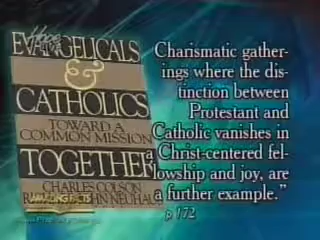 EVANGELICALS
&
CATHOLICS
TOWARD A
COMMON MISSION
TOGETHER
CHARLES COLSON
Charismatic gather-
ings where the dis-
tinction between
Protestant and
Catholic vanishes in
a Christ-centered fel-
lowship and joy, are
a further example.”
p 172